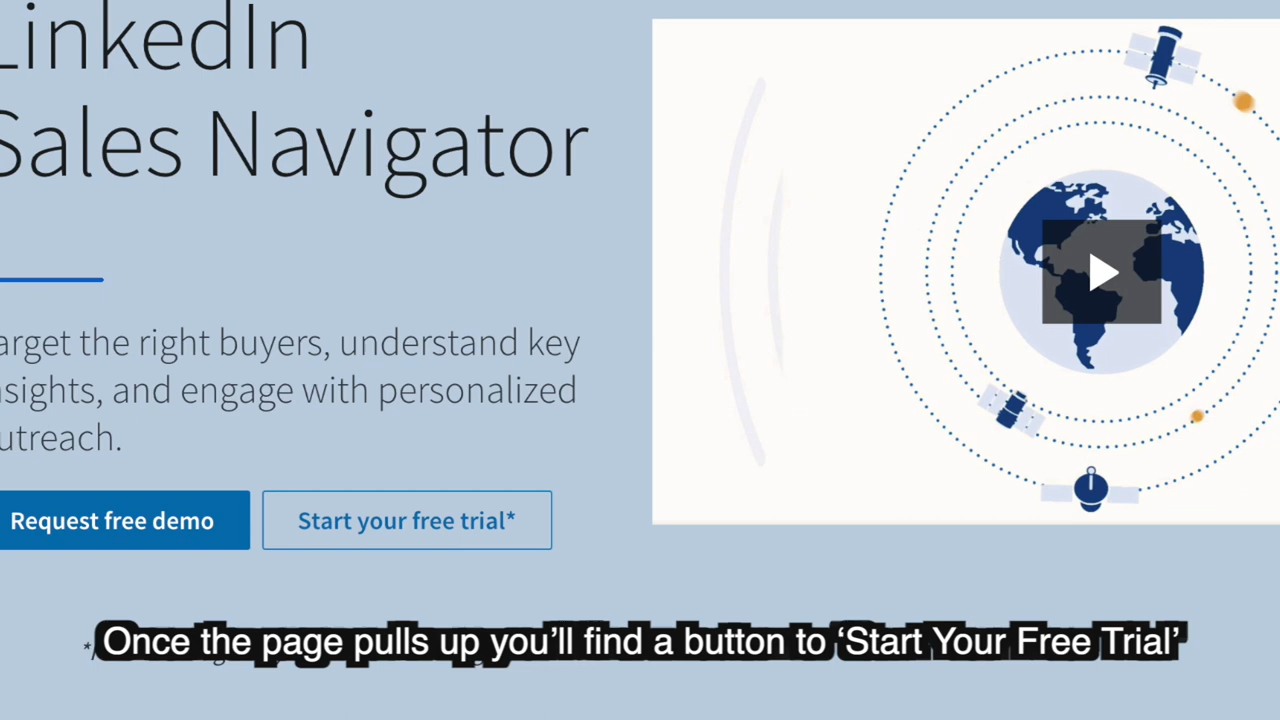 LinkedIn
Sales Navigator
arget the right buyers, understand key
nsights, and engage with personalized
utreach.
Request free demo
Start your free trial*
Once the page pulls up you’ll find a button to ‘Start Your Free Trial’